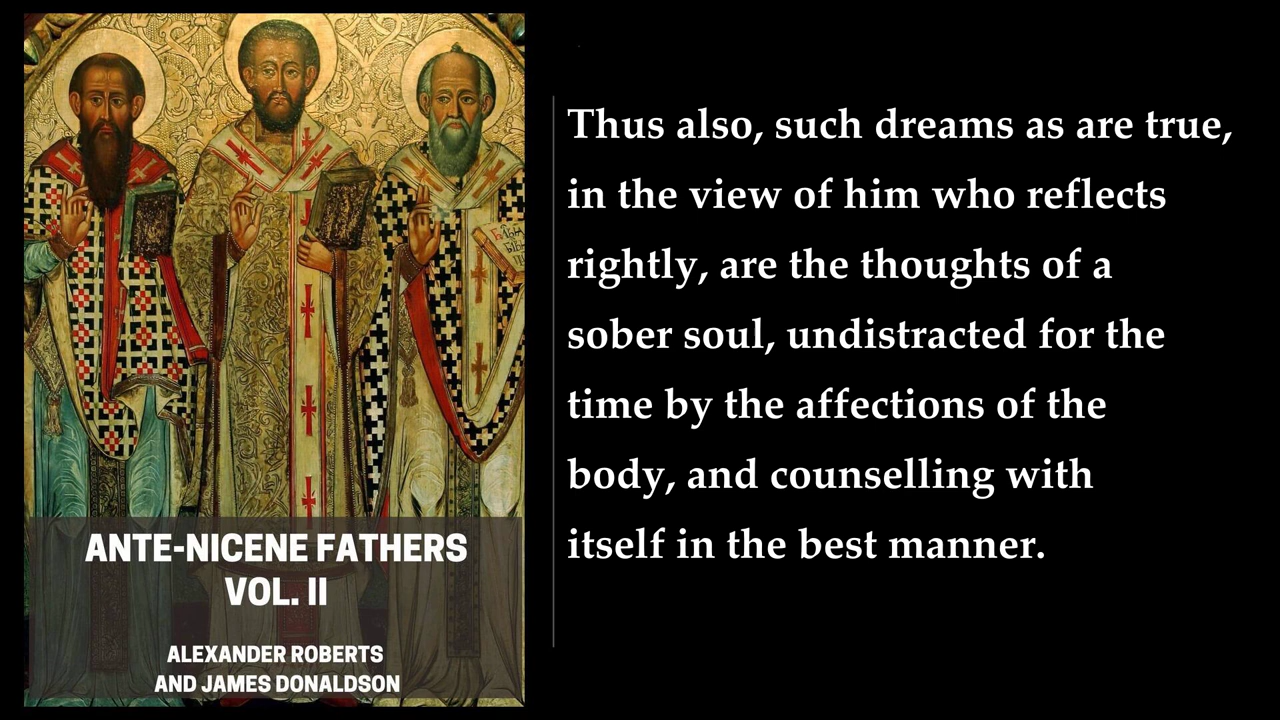 ANTE-NICENE FATHERS
VOL. II
ALEXANDER ROBERTS
AND JAMES DONALDSON
Thus also, such dreams as are true,
in the view of him who reflects
rightly, are the thoughts of a
sober soul, undistracted for the
time by the affections of the
body, and counselling with
itself in the best manner.